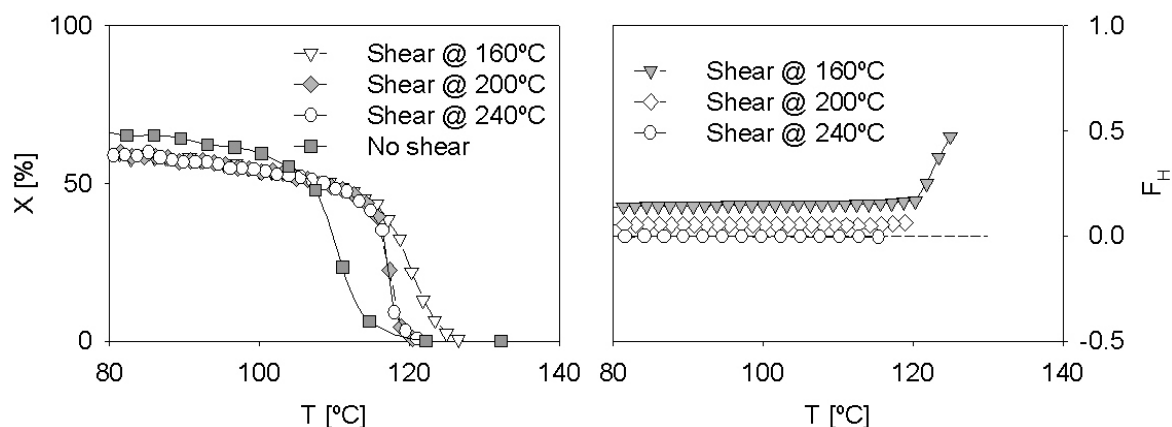 100
50
0
X [%]
Shear @ 160ºC
Shear @ 200ºC
Shear @ 240ºC
No shear
80
100
120
140
T [ºC]
Shear @ 160ºC
Shear @ 200ºC
Shear @ 240ºC
1.0
0.5
0.0
-0.5
F_H
80
100
120
140
T [ºC]